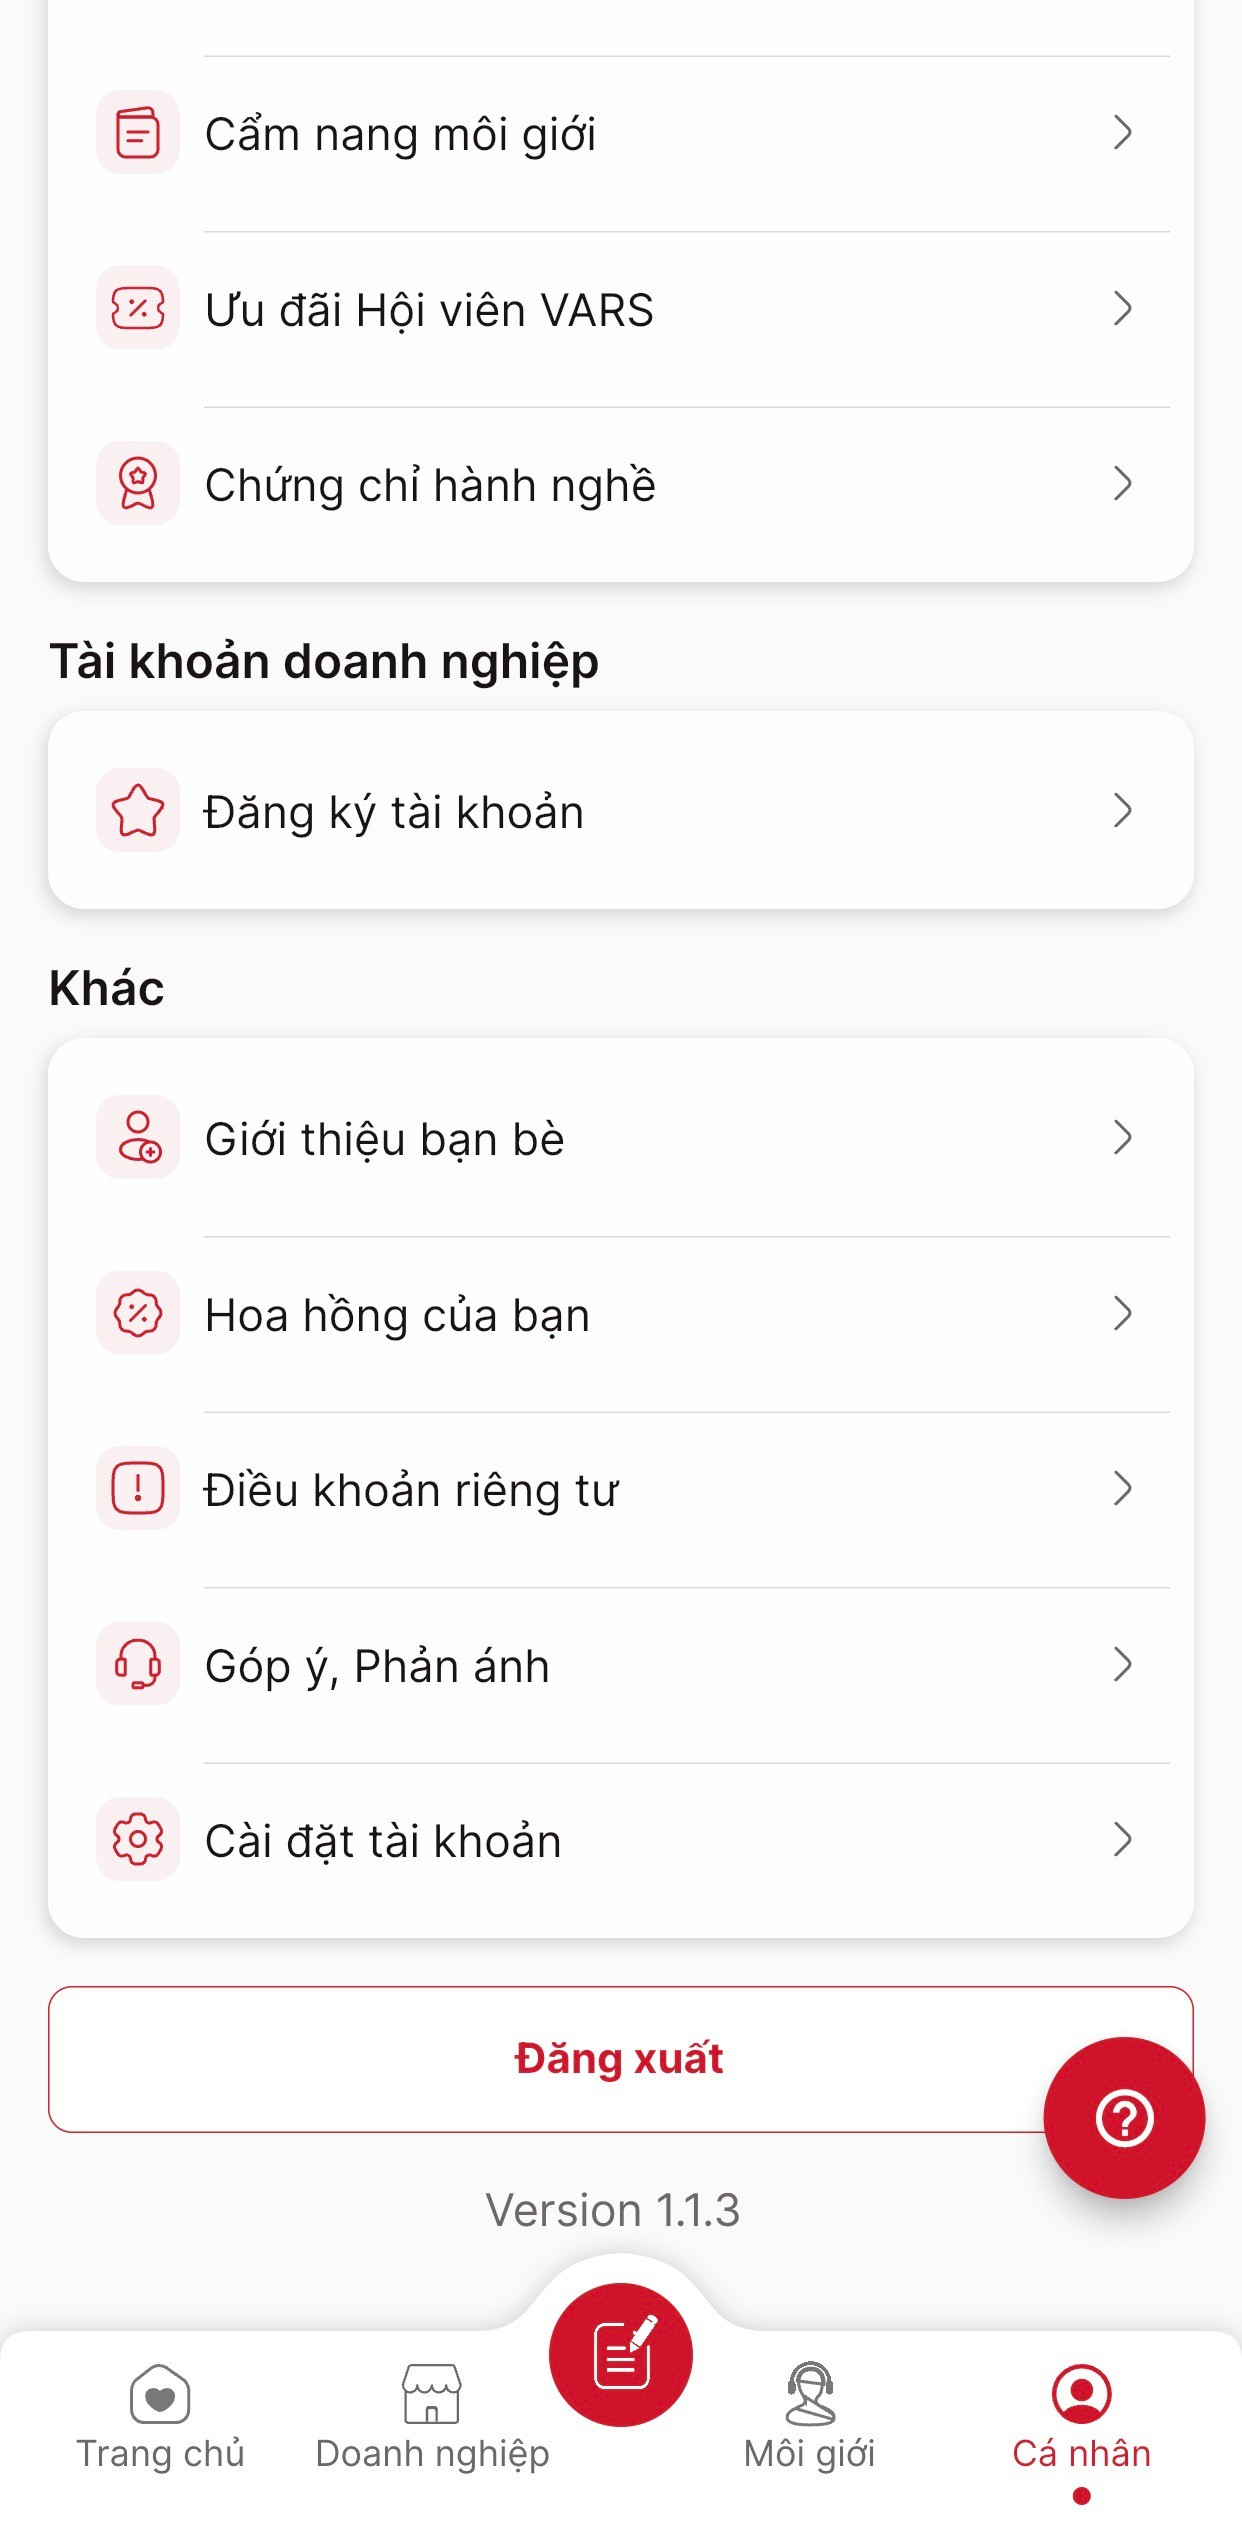 Cẩm nang môi giới
Ưu đãi Hội viên VARS
Chứng chỉ hành nghề
Tài khoản doanh nghiệp
Đăng ký tài khoản
Khác
Giới thiệu bạn bè
Hoa hồng của bạn
Điều khoản riêng tư
Góp ý, Phản ánh
Cài đặt tài khoản
Đăng xuất
Version 1.1.3
Trang chủ
Doanh nghiệp
Môi giới
Cá nhân